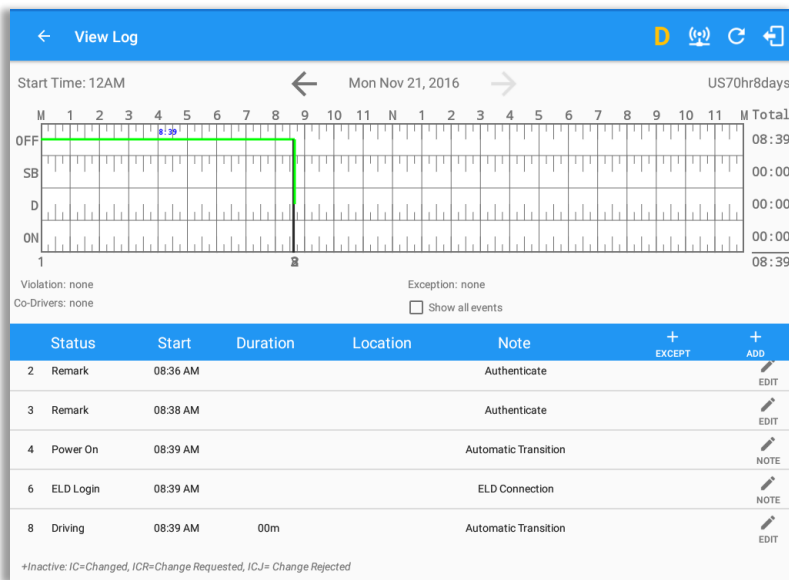 View Log D
Start Time: 12AM Mon Nov 21, 2016 US70hr8days
M 1 2 3 4 5 6 7 8 9 10 11 N 1 2 3 4 5 6 7 8 9 10 11 M Total
8:39
OFF 08:39
SB 00:00
D 00:00
ON 00:00
1 08:39
Violation: none Exception: none
Co-Drivers: none Show all events
Status Start Duration Location Note + EXCEPT + ADD
2 Remark 08:36 AM Authenticate EDIT
3 Remark 08:38 AM Authenticate EDIT
4 Power On 08:39 AM Automatic Transition NOTE
6 ELD Login 08:39 AM ELD Connection NOTE
8 Driving 08:39 AM 00m Automatic Transition EDIT
+Inactive: IC=Changed, ICR=Change Requested, ICJ= Change Rejected